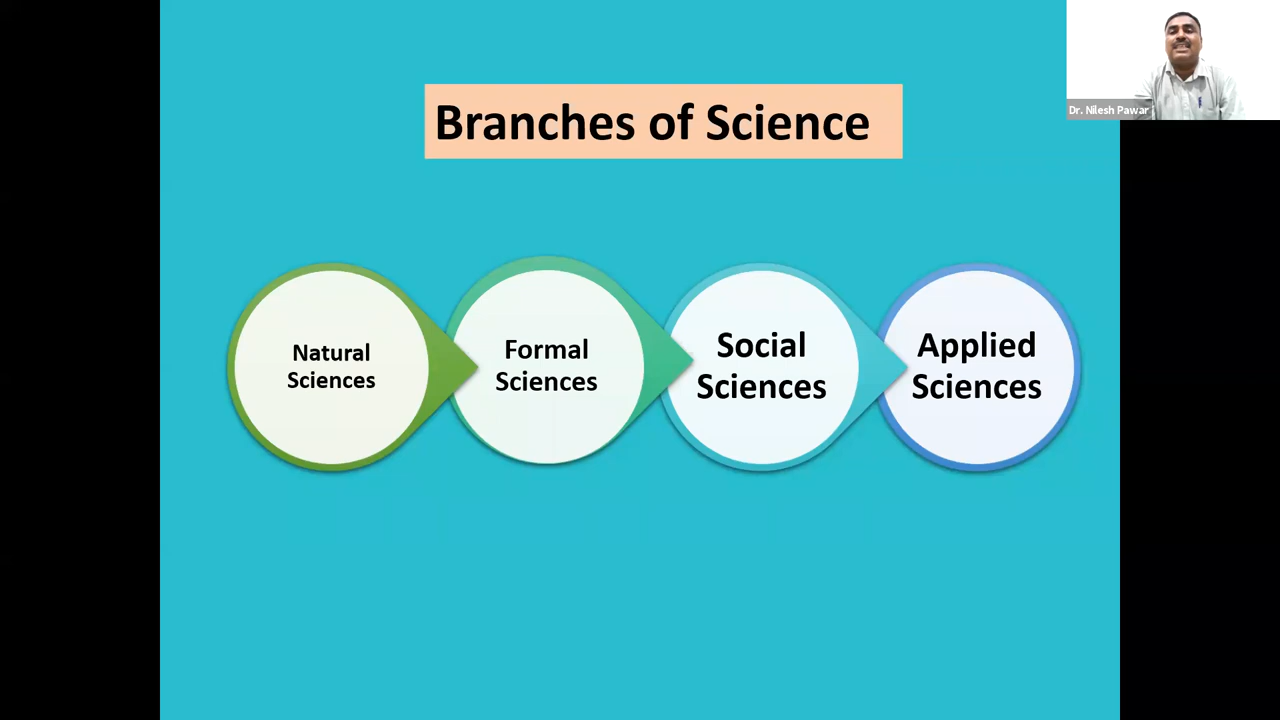 Branches of Science
Dr. Nilesh Pawar
Natural
Sciences
Formal
Sciences
Social
Sciences
Applied
Sciences